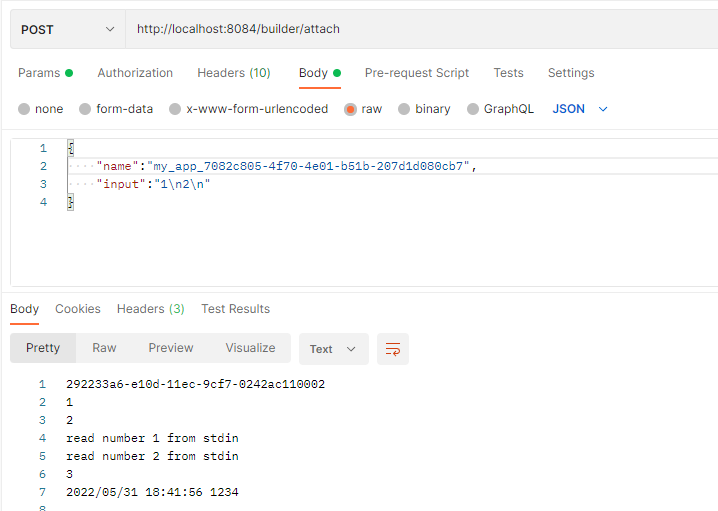 POST http://localhost:8084/builder/attach
Params Authorization Headers (10) Body Pre-request Script Tests Settings
none form-data x-www-form-urlencoded raw binary GraphQL JSON
1 {
2 ····"name":"my_app_7082c805-4f70-4e01-b51b-207d1d080cb7",
3 ····"input":"1\n2\n"
4 }
Body Cookies Headers (3) Test Results
Pretty Raw Preview Visualize Text
1 292233a6-e10d-11ec-9cf7-0242ac110002
2 1
3 2
4 read number 1 from stdin
5 read number 2 from stdin
6 3
7 2022/05/31 18:41:56 1234
8